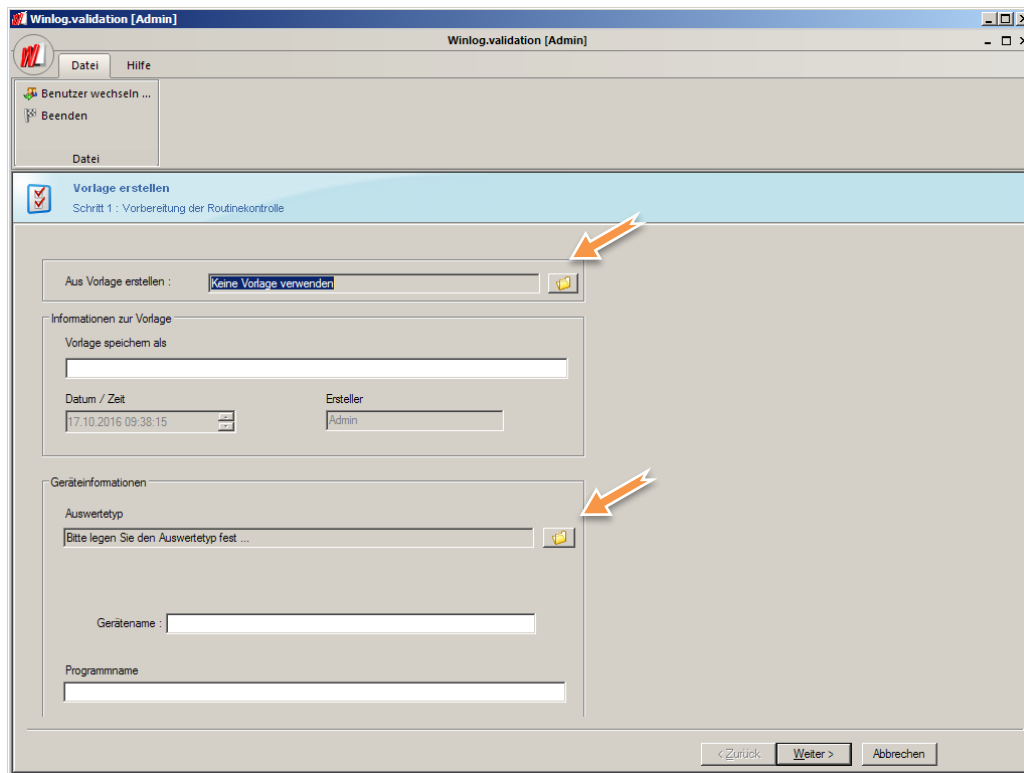 Winlog.validation [Admin]
Winlog.validation [Admin]
Datei Hilfe
Benutzer wechseln ...
Beenden
Datei
Vorlage erstellen
Schritt 1 : Vorbereitung der Routinekontrolle
Aus Vorlage erstellen : Keine Vorlage verwenden
Informationen zur Vorlage
Vorlage speichern als
Datum / Zeit Ersteller
17.10.2016 09:38:15 Admin
Geräteinformationen
Auswertetyp
Bitte legen Sie den Auswertetyp fest ...
Gerätename :
Programmname
< Zurück Weiter > Abbrechen